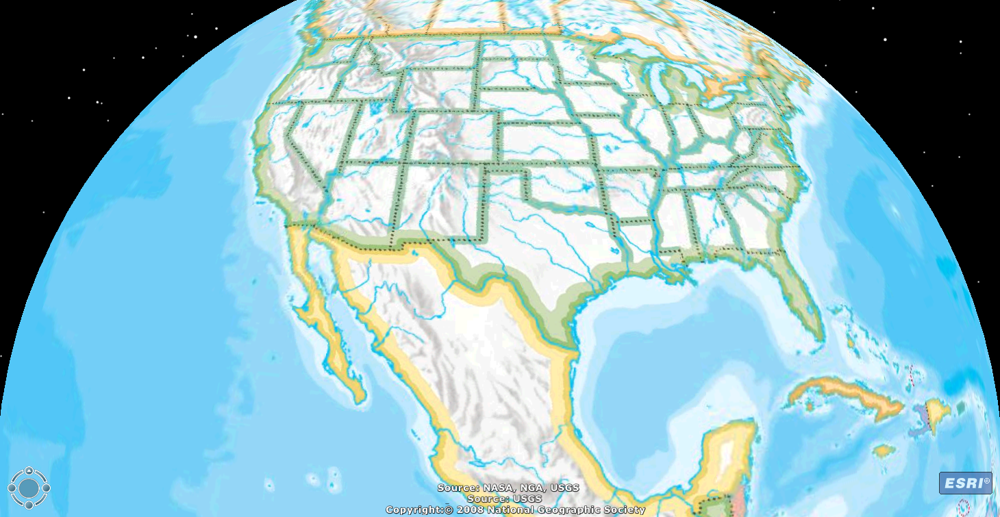 ESRI©
Source: NASA, NGA, USGS
Source: USGS
Copyright:© 2008 National Geographic Society